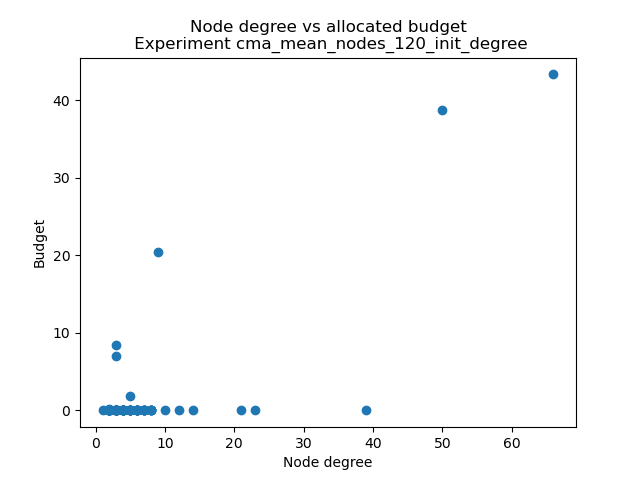 Node degree vs allocated budget
Experiment cma_mean_nodes_120_init_degree
40
30
20
10
0
Budget
0 10 20 30 40 50 60
Node degree